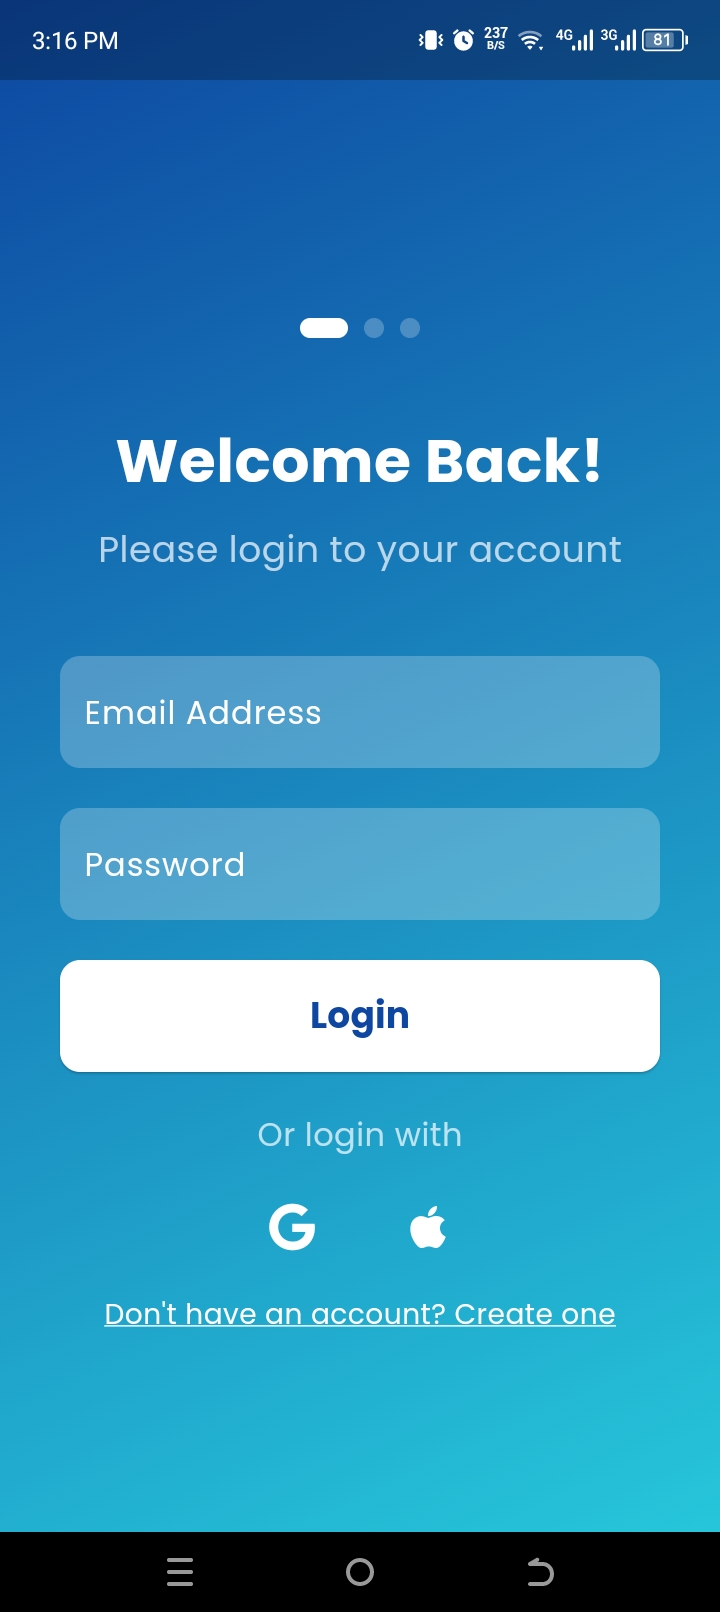 3:16 PM
237
B/S
4G
3G
81
Welcome Back!
Please login to your account
Email Address
Password
Login
Or login with
Don't have an account? Create one